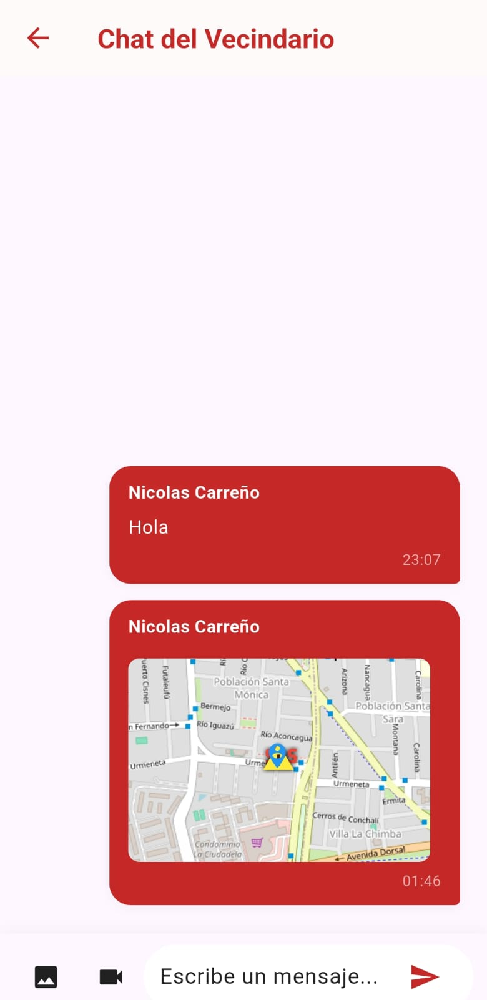 Chat del Vecindario
Nicolas Carreño
Hola
23:07
Nicolas Carreño
Futaleufú
Arizona
Nancagua
Carolina
Población Santa
Mónica
Bermejo
Población Santa
Sara
n Fernando
Río Iguazú
Río Aconcagua
Montana
Carolina
Urmeneta
Urme
Antilén
Urmeneta
Ermita
Cerros de Conchalí
Villa La Chimba
Condominio
La Ciudadela
Avenida Dorsal
01:46
Escribe un mensaje...